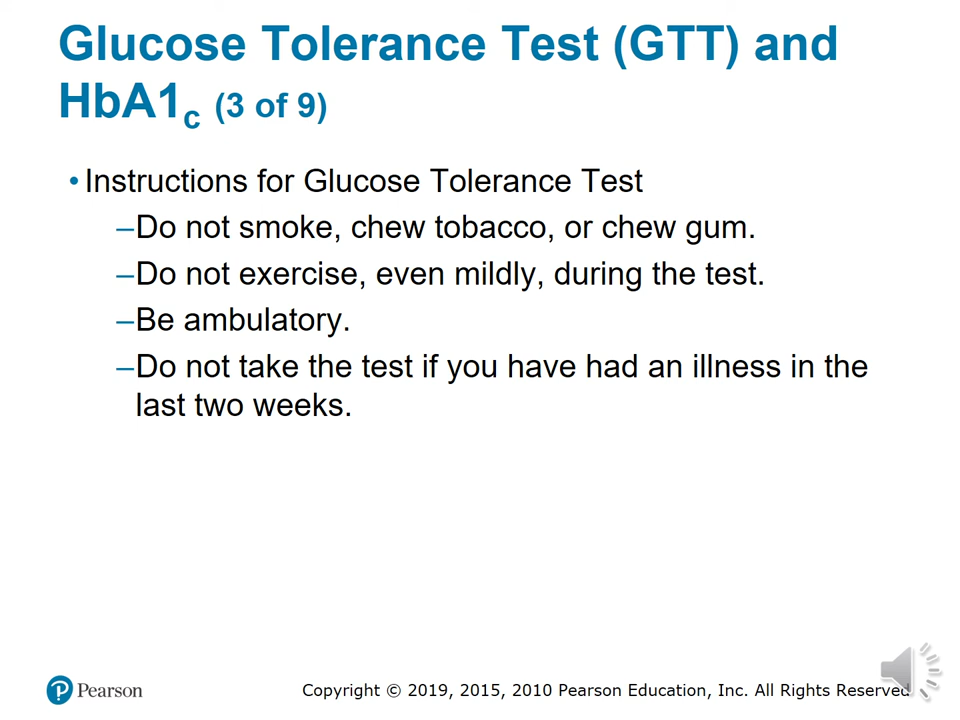 Glucose Tolerance Test (GTT) and
HbA1c (3 of 9)
• Instructions for Glucose Tolerance Test
–Do not smoke, chew tobacco, or chew gum.
–Do not exercise, even mildly, during the test.
–Be ambulatory.
–Do not take the test if you have had an illness in the
last two weeks.
Pearson
Copyright © 2019, 2015, 2010 Pearson Education, Inc. All Rights Reserved